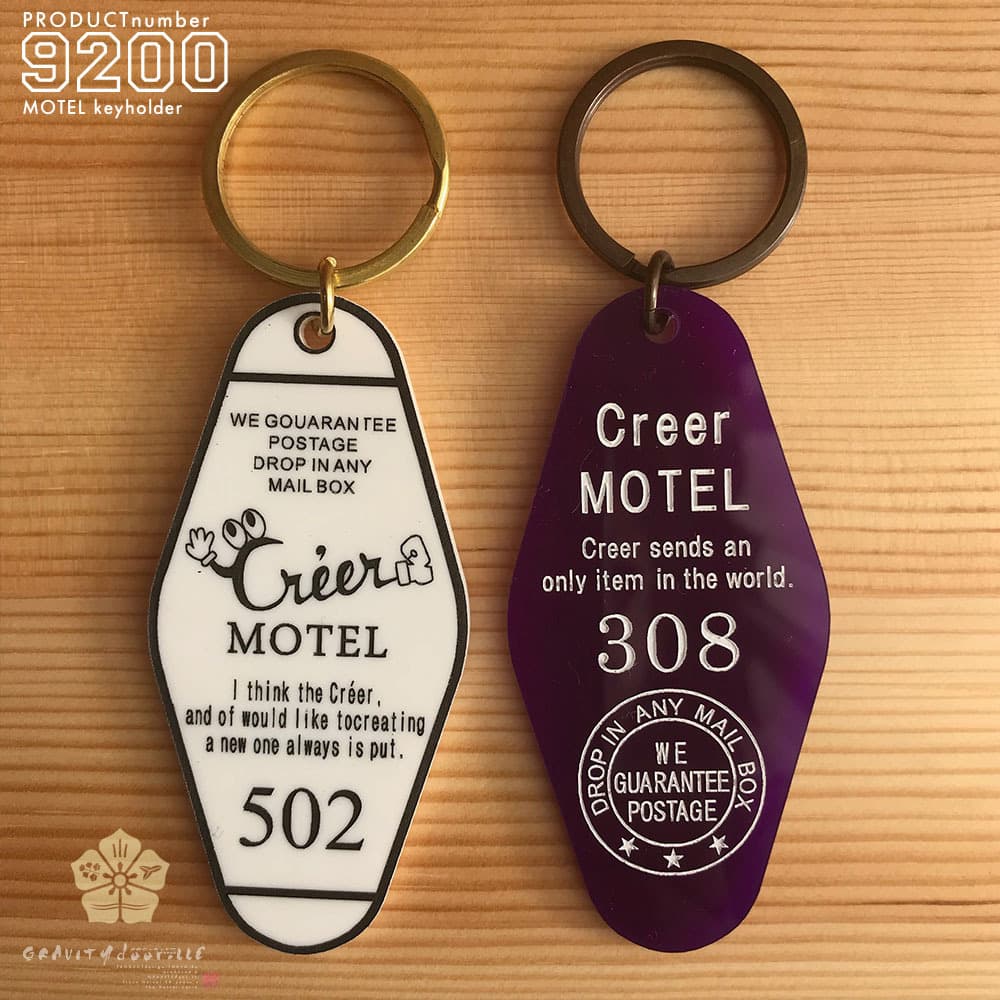 PRODUCTnumber
9200
MOTEL keyholder
WE GOUARANTEE
POSTAGE
DROP IN ANY
MAIL BOX
Créer
MOTEL
I think the Créer,
and of would like tocreating
a new one always is put.
502
Creer
MOTEL
Creer sends an
only item in the world.
308
DROP IN ANY MAIL BOX
WE
GUARANTEE
POSTAGE